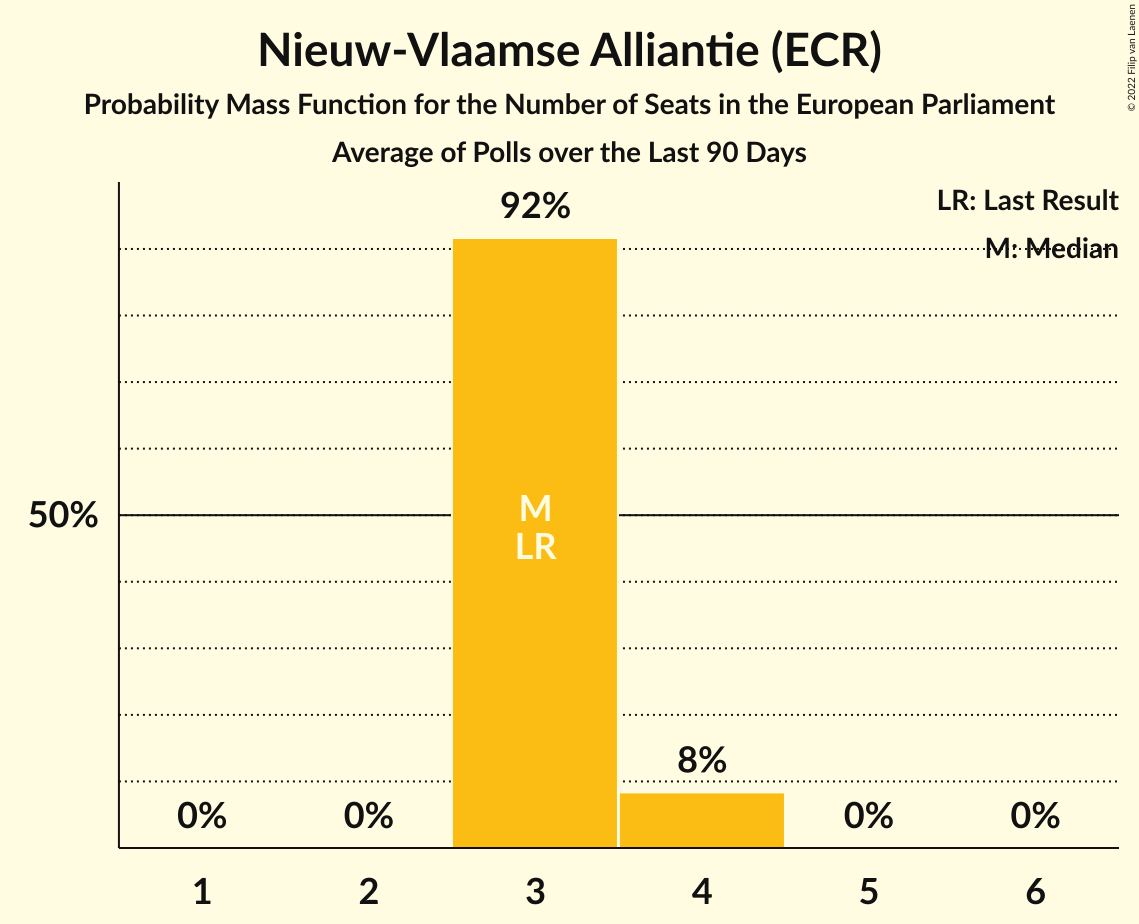 Nieuw-Vlaamse Alliantie (ECR)
Probability Mass Function for the Number of Seats in the European Parliament
Average of Polls over the Last 90 Days
© 2022 Filip van Laenen
LR: Last Result
M: Median
92%
50%
M
LR
8%
0%
0%
0%
0%
1
2
3
4
5
6